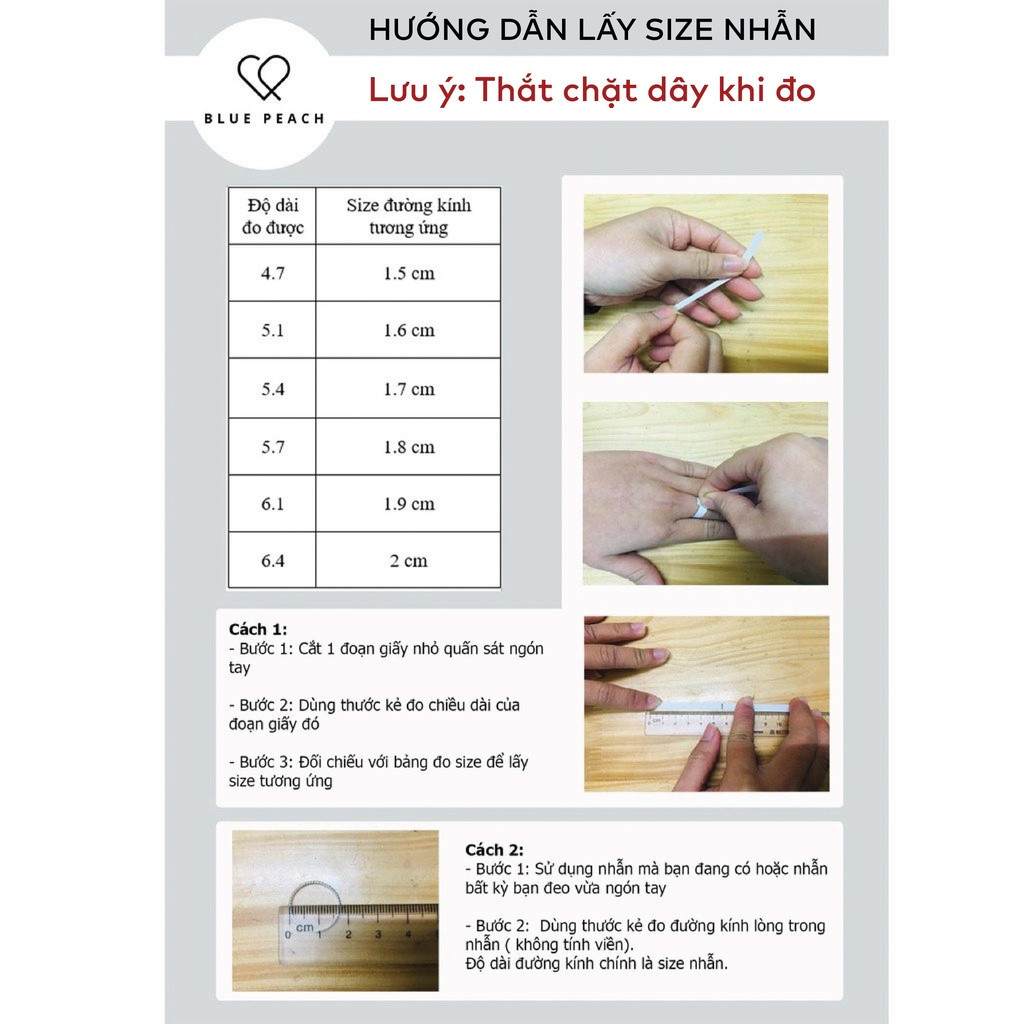 HƯỚNG DẪN LẤY SIZE NHẪN
Lưu ý: Thắt chặt dây khi đo
BLUE PEACH
Độ dài đo được
Size đường kính tương ứng
4.7
1.5 cm
5.1
1.6 cm
5.4
1.7 cm
5.7
1.8 cm
6.1
1.9 cm
6.4
2 cm
Cách 1:
- Bước 1: Cắt 1 đoạn giấy nhỏ quấn sát ngón
tay
- Bước 2: Dùng thước kẻ đo chiều dài của
đoạn giấy đó
- Bước 3: Đối chiếu với bảng đo size để lấy
size tương ứng
Cách 2:
- Bước 1: Sử dụng nhẫn mà bạn đang có hoặc nhẫn
bất kỳ bạn đeo vừa ngón tay
- Bước 2: Dùng thước kẻ đo đường kính lòng trong
nhẫn ( không tính viền).
Độ dài đường kính chính là size nhẫn.
cm
0 1 2 3 4